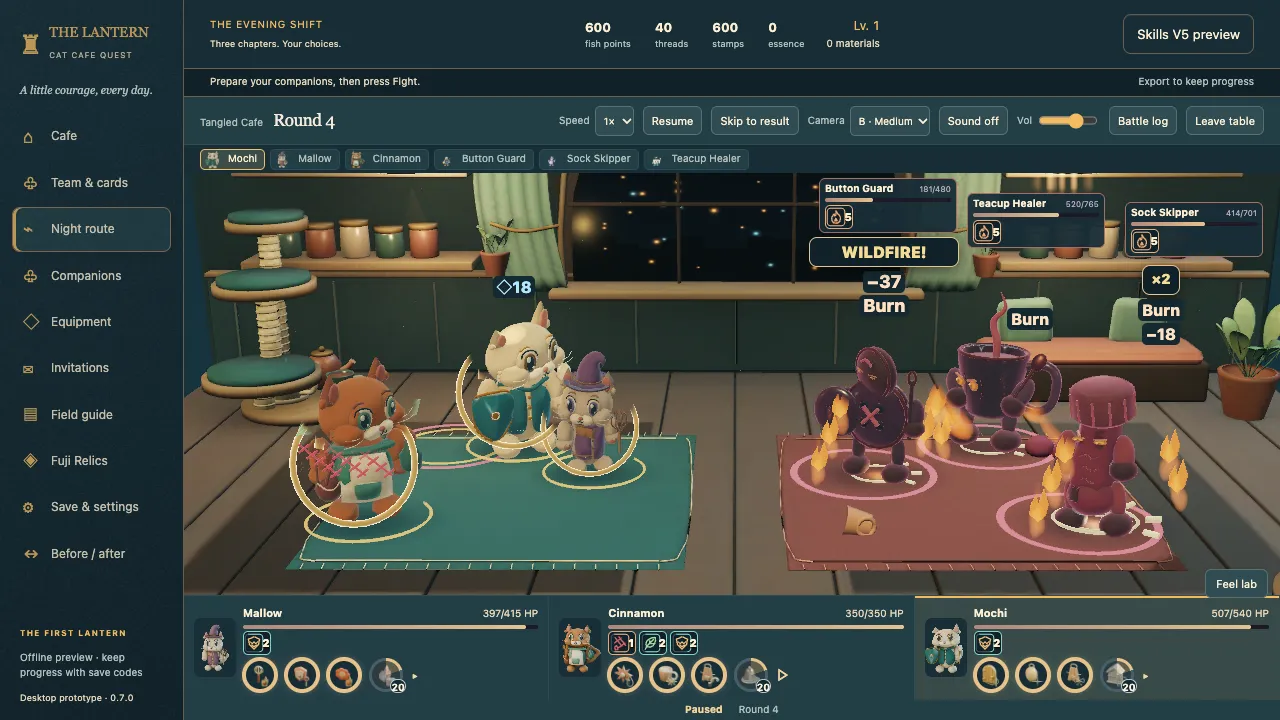 THE LANTERN
CAT CAFE QUEST
A little courage, every day.
Cafe
Team & cards
Night route
Companions
Equipment
Invitations
Field guide
Fuji Relics
Save & settings
Before / after
THE FIRST LANTERN
Offline preview · keep
progress with save codes
Desktop prototype · 0.7.0
THE EVENING SHIFT
Three chapters. Your choices.
600 fish points
40 threads
600 stamps
0 essence
Lv. 1
0 materials
Skills V5 preview
Prepare your companions, then press Fight.
Export to keep progress
Tangled Cafe Round 4
Speed 1x Resume Skip to result Camera B · Medium Sound off Vol Battle log Leave table
Mochi Mallow Cinnamon Button Guard Sock Skipper Teacup Healer
Button Guard 181/480
5
Teacup Healer 520/765
5
Sock Skipper 414/701
5
WILDFIRE!
−37
Burn
18
Burn
×2
Burn
−18
Feel lab
Mallow 397/415 HP
2
20
Cinnamon 350/350 HP
1 2 2
20
Mochi 507/540 HP
2
20
Paused Round 4